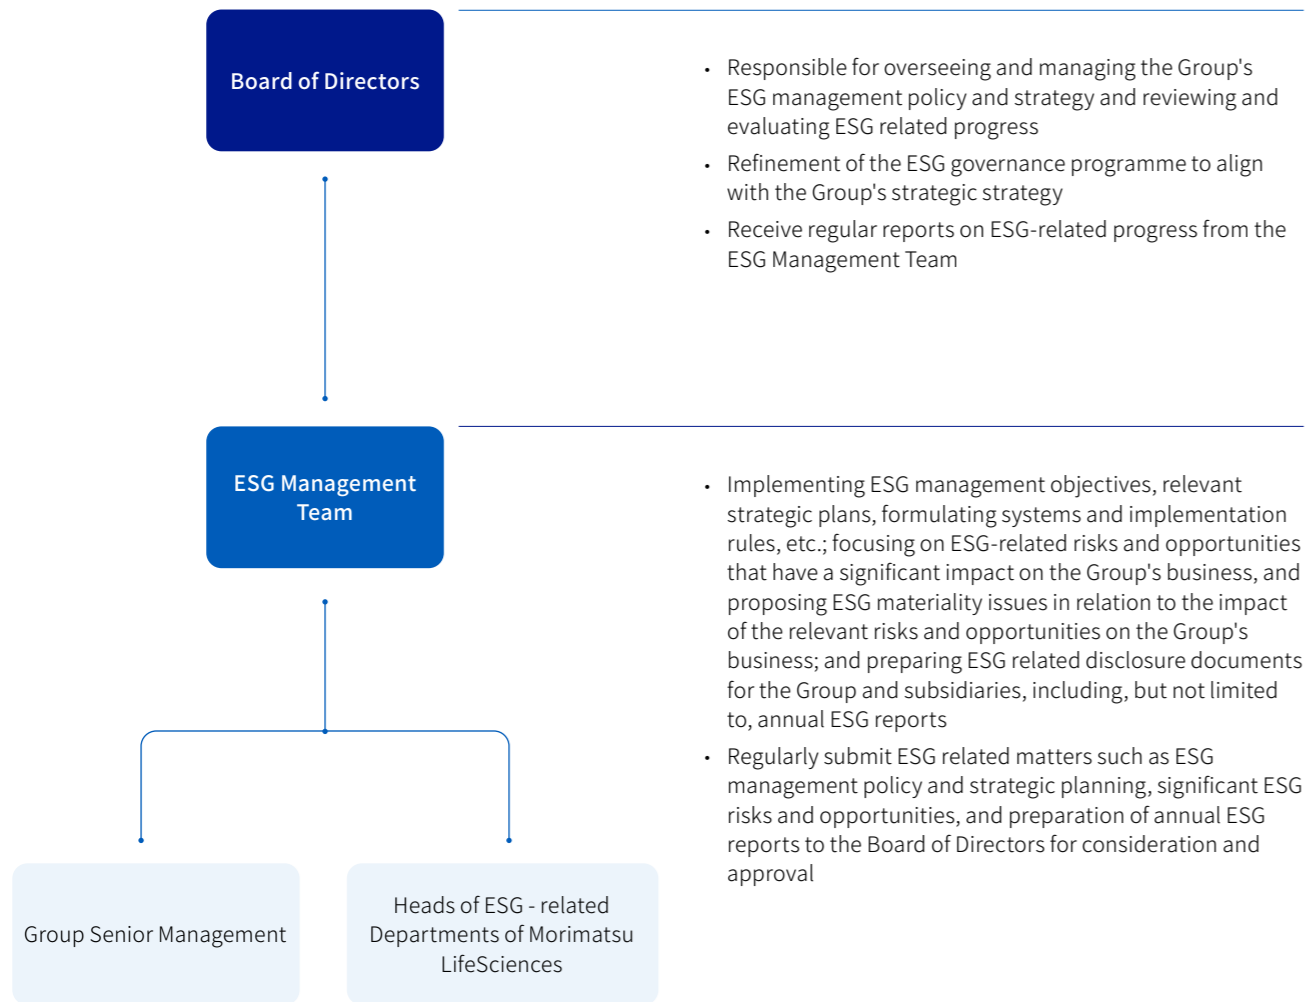 Board of Directors
• Responsible for overseeing and managing the Group's
ESG management policy and strategy and reviewing and
evaluating ESG related progress
• Refinement of the ESG governance programme to align
with the Group's strategic strategy
• Receive regular reports on ESG-related progress from the
ESG Management Team
ESG Management
Team
• Implementing ESG management objectives, relevant
strategic plans, formulating systems and implementation
rules, etc.; focusing on ESG-related risks and opportunities
that have a significant impact on the Group's business, and
proposing ESG materiality issues in relation to the impact
of the relevant risks and opportunities on the Group's
business; and preparing ESG related disclosure documents
for the Group and subsidiaries, including, but not limited
to, annual ESG reports
• Regularly submit ESG related matters such as ESG
management policy and strategic planning, significant ESG
risks and opportunities, and preparation of annual ESG
reports to the Board of Directors for consideration and
approval
Group Senior Management
Heads of ESG - related
Departments of Morimatsu
LifeSciences